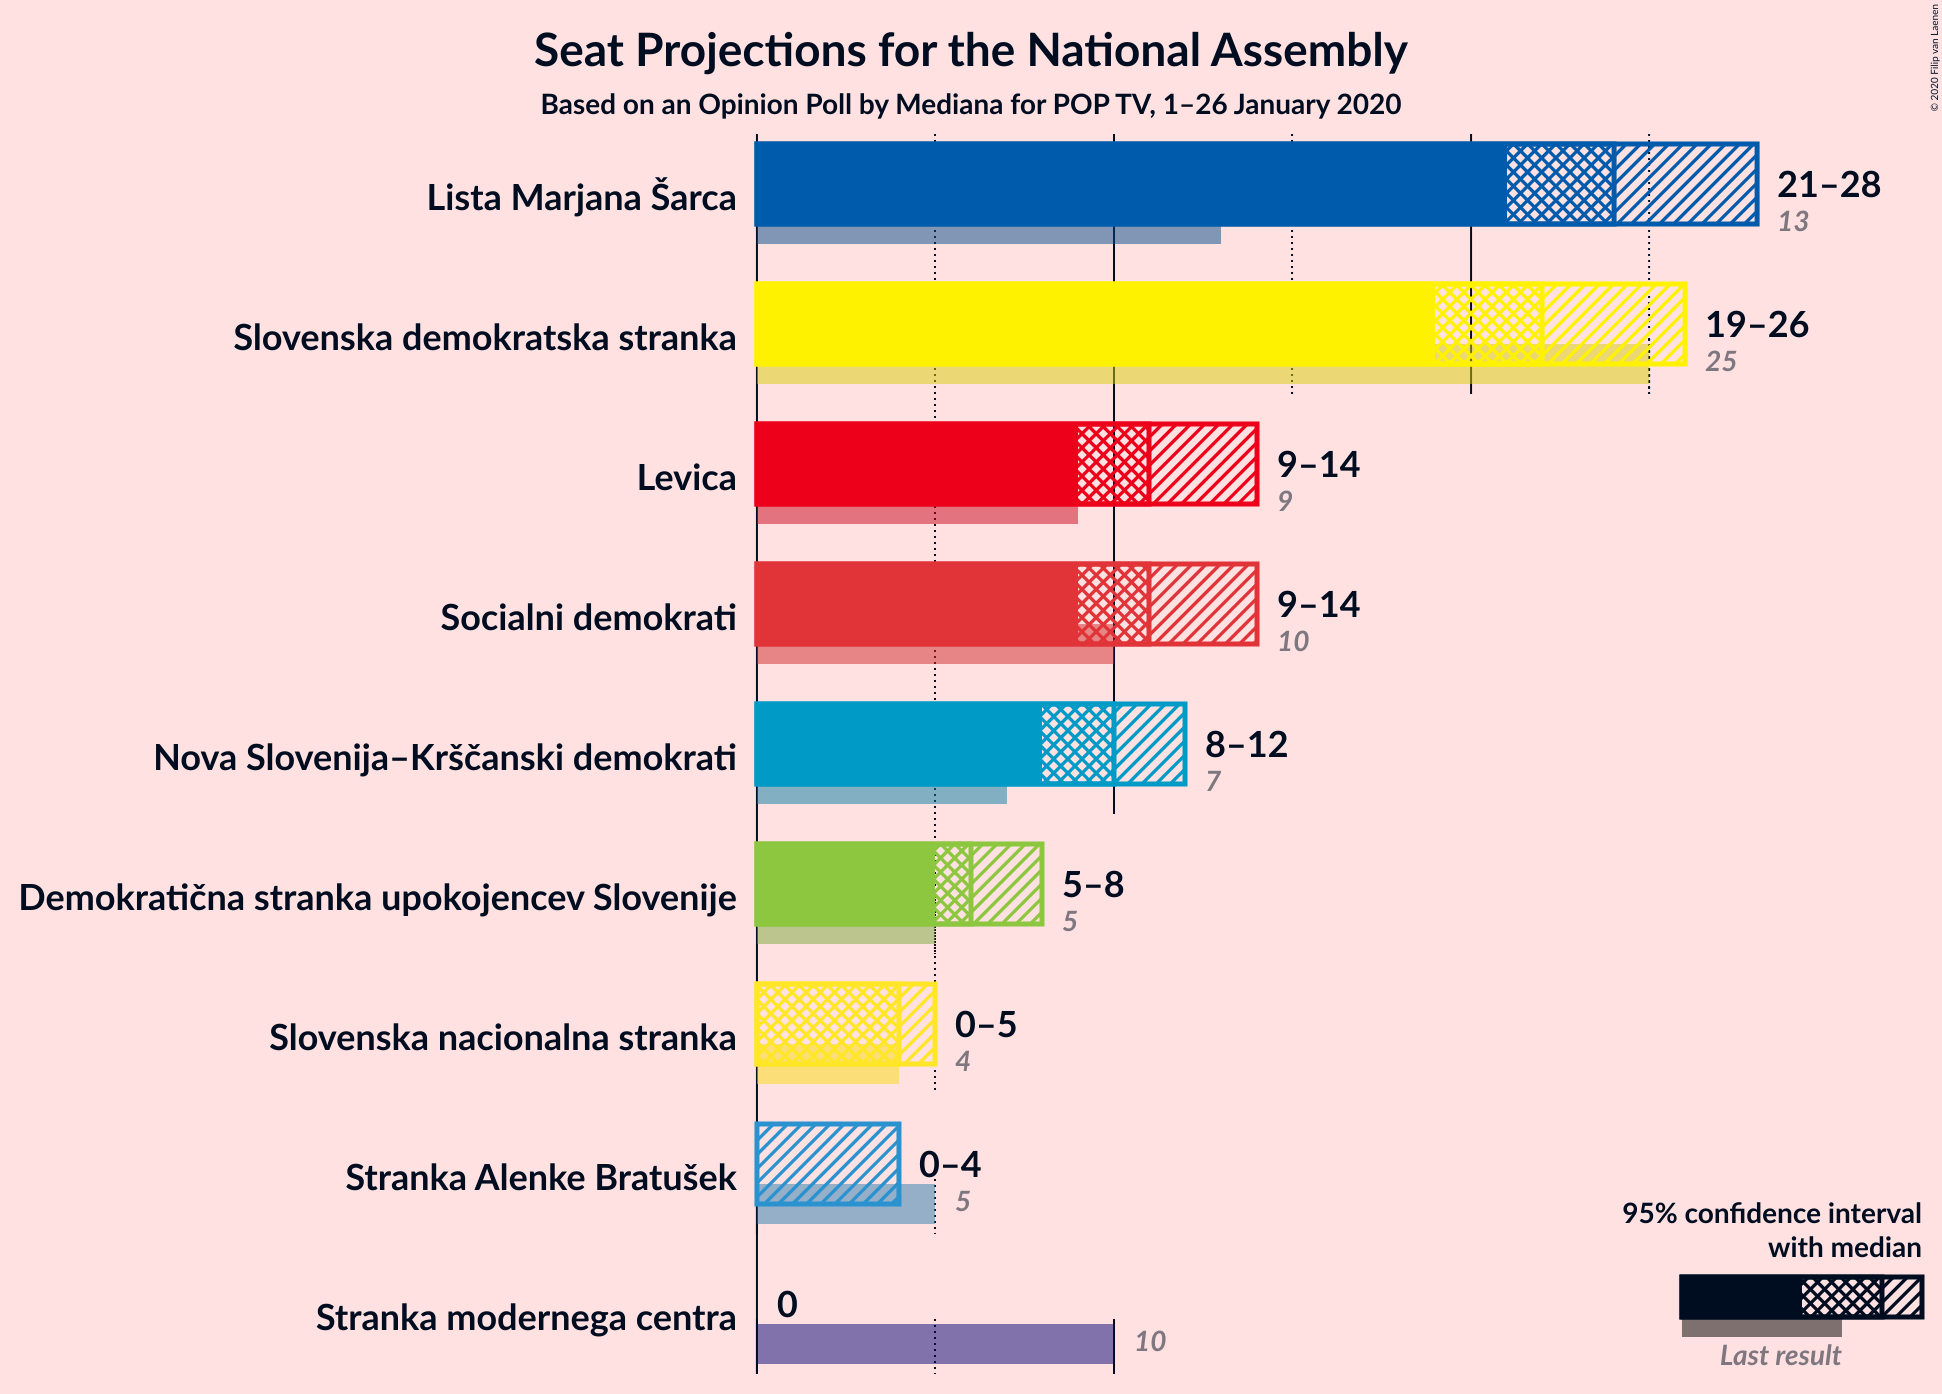 Seat Projections for the National Assembly
Based on an Opinion Poll by Mediana for POP TV, 1–26 January 2020
© 2020 Filip van Laenen
Lista Marjana Šarca
21–28
13
Slovenska demokratska stranka
19–26
25
Levica
9–14
9
Socialni demokrati
9–14
10
Nova Slovenija–Krščanski demokrati
8–12
7
Demokratična stranka upokojencev Slovenije
5–8
5
Slovenska nacionalna stranka
0–5
4
Stranka Alenke Bratušek
0–4
5
Stranka modernega centra
0
10
95% confidence interval
with median
Last result